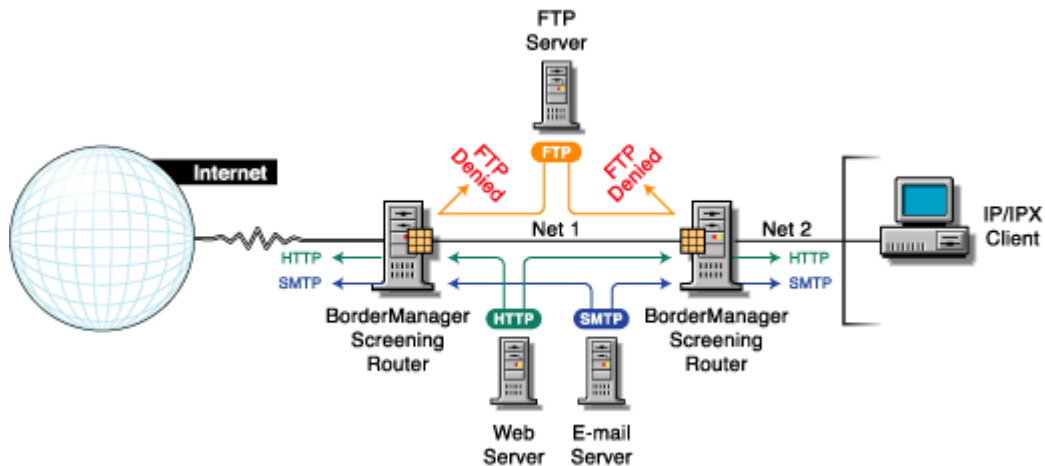 FTP
Server
FTP
FTP
Denied
FTP
Denied
Internet
Net 1
Net 2
IP/IPX
Client
HTTP
SMTP
HTTP
SMTP
BorderManager
Screening
Router
HTTP
SMTP
BorderManager
Screening
Router
Web
Server
E-mail
Server